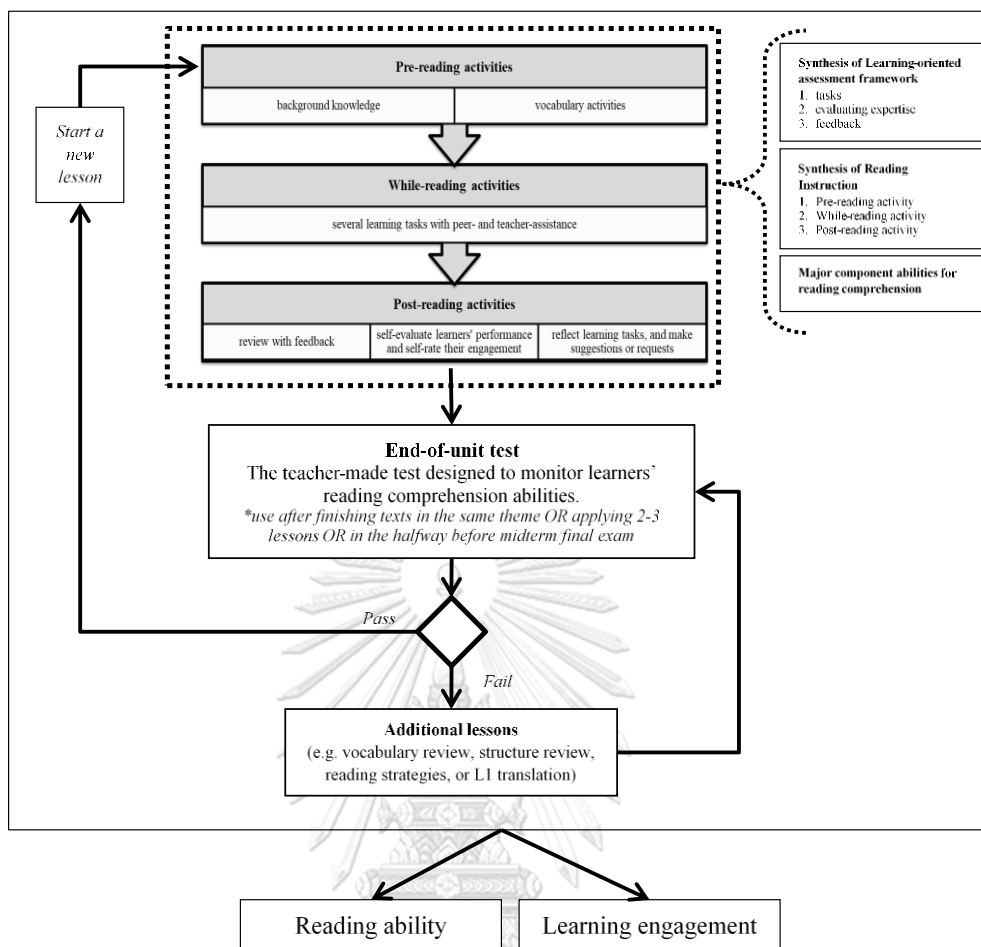 Pre-reading activities
background knowledge
vocabulary activities
While-reading activities
several learning tasks with peer- and teacher-assistance
Post-reading activities
review with feedback
self-evaluate learners' performance
and self-rate their engagement
reflect learning tasks, and make
suggestions or requests
Start a
new
lesson
Synthesis of Learning-oriented
assessment framework
1. tasks
2. evaluating expertise
3. feedback
Synthesis of Reading
Instruction
1. Pre-reading activity
2. While-reading activity
3. Post-reading activity
Major component abilities for
reading comprehension
End-of-unit test
The teacher-made test designed to monitor learners’
reading comprehension abilities.
*use after finishing texts in the same theme OR applying 2-3
lessons OR in the halfway before midterm final exam
Pass
Fail
Additional lessons
(e.g. vocabulary review, structure review,
reading strategies, or L1 translation)
Reading ability
Learning engagement